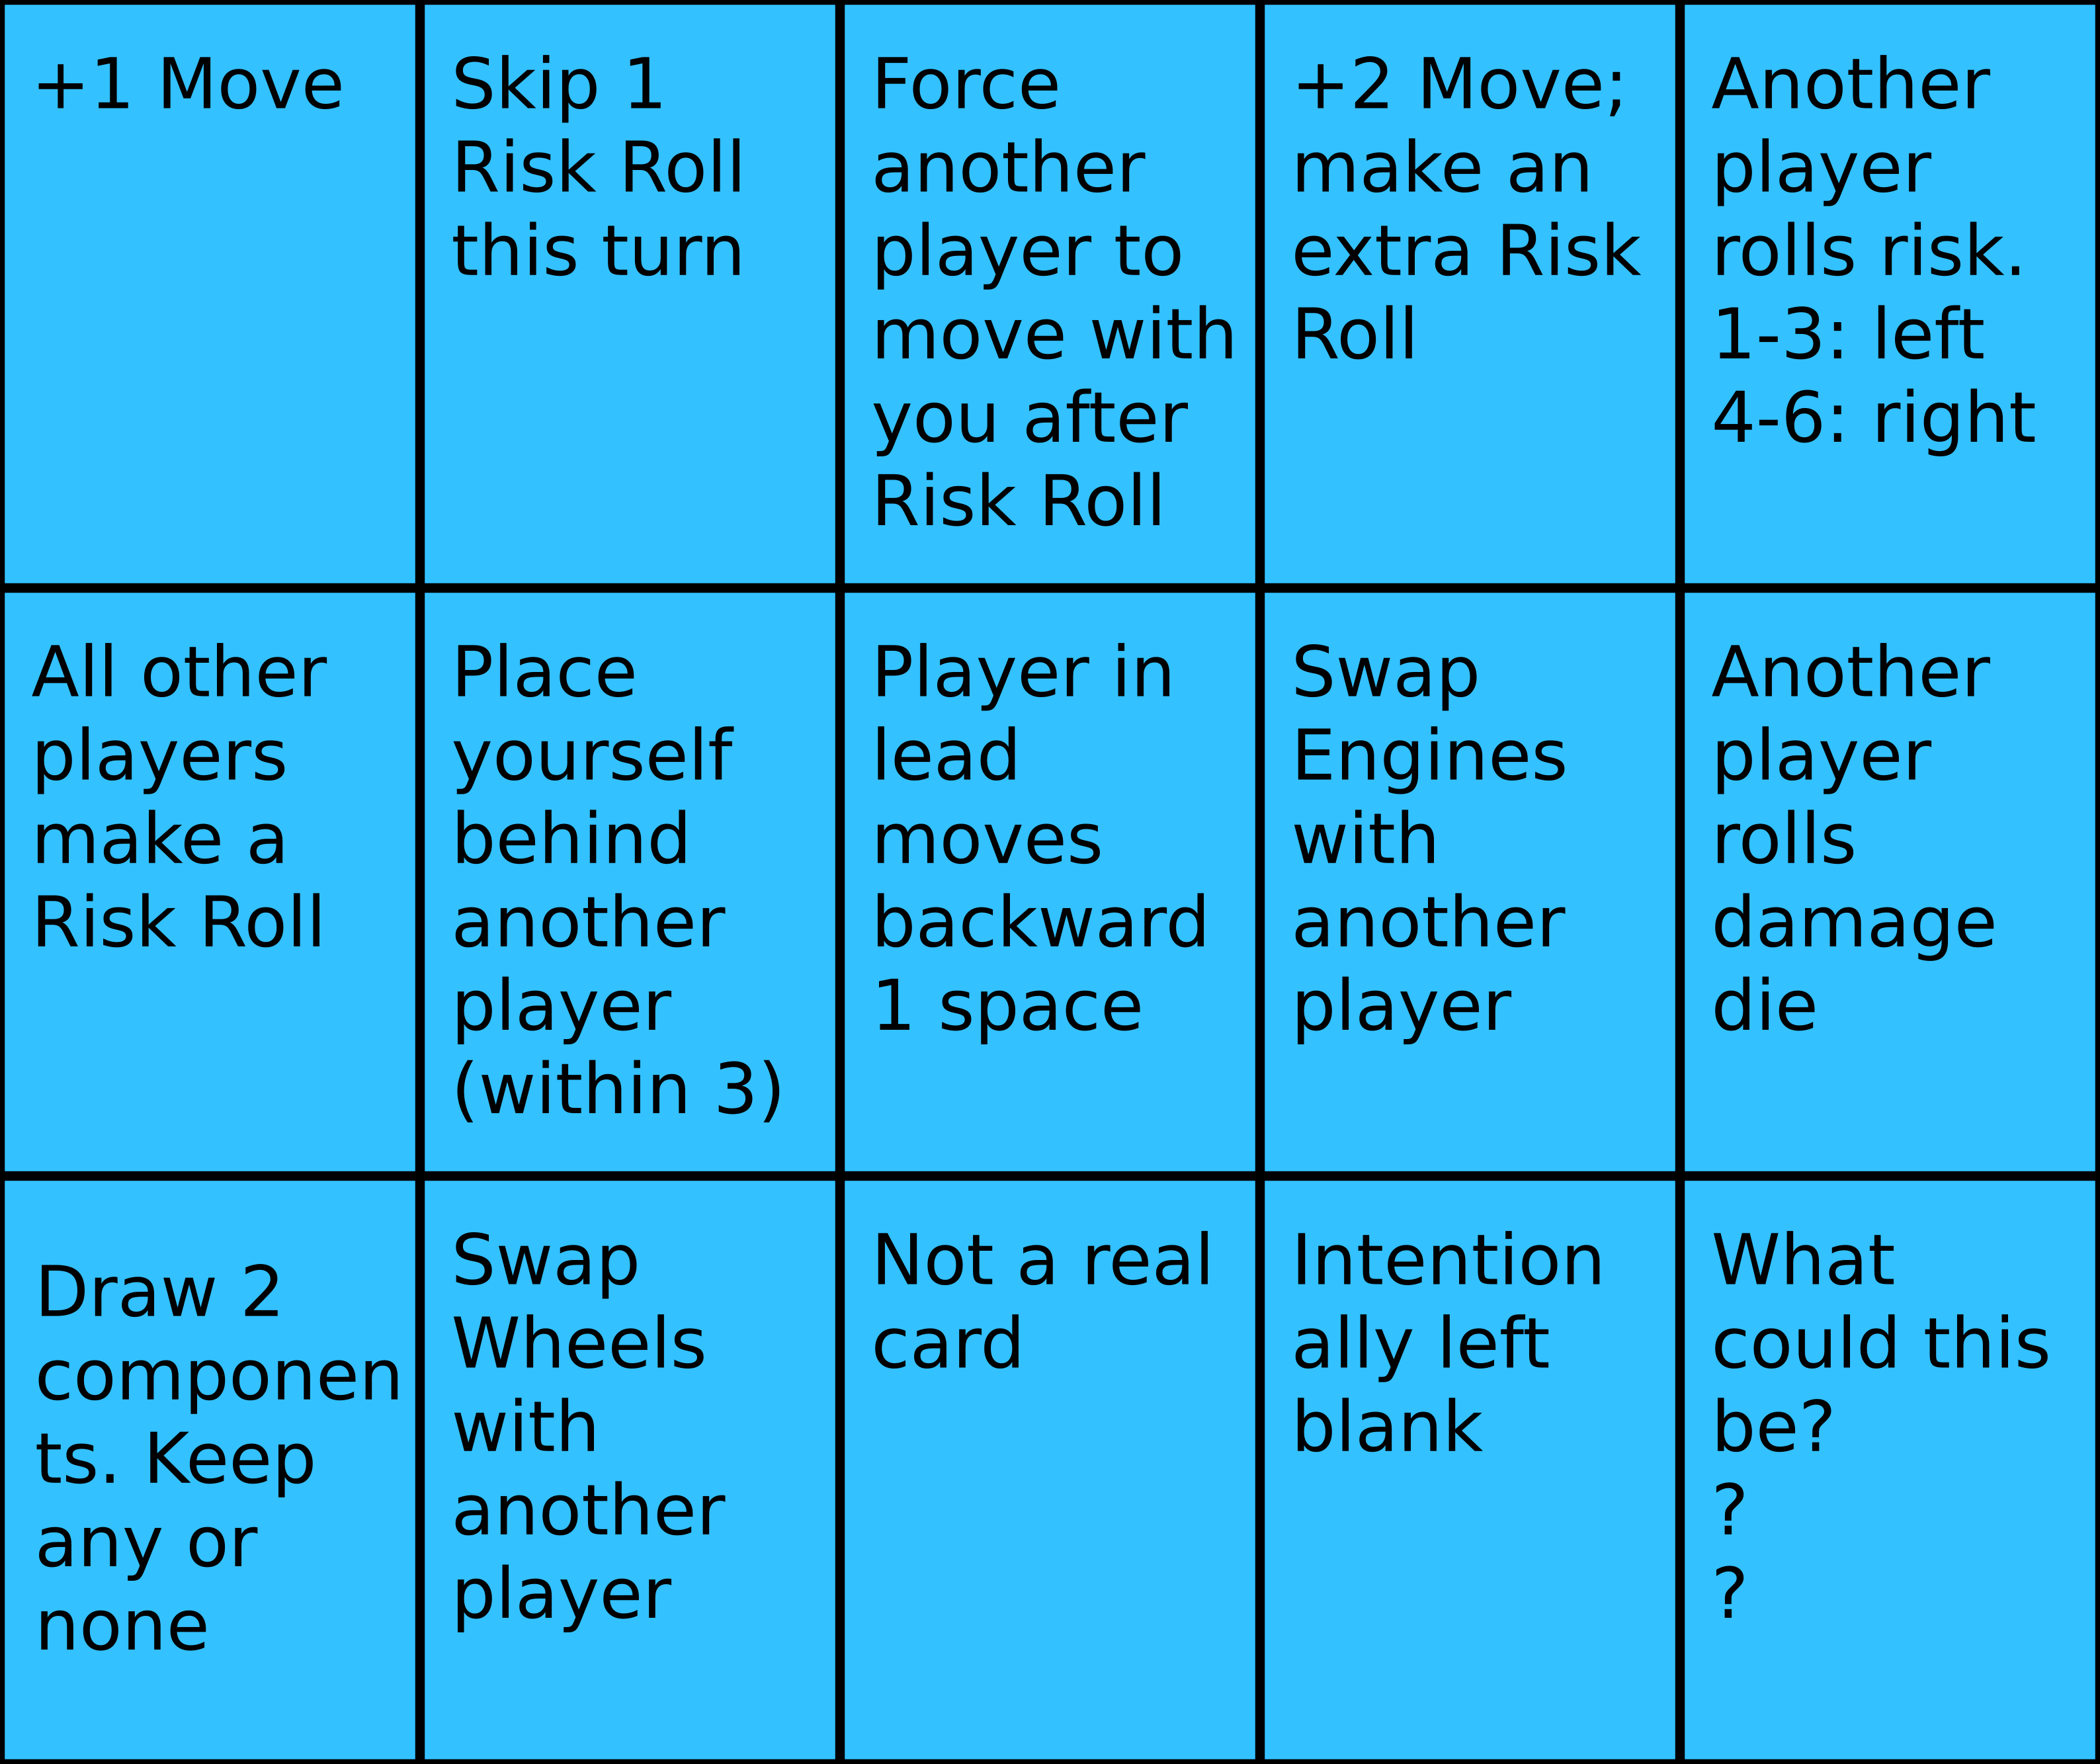 +1 Move
Skip 1
Risk Roll
this turn
Force
another
player to
move with
you after
Risk Roll
+2 Move;
make an
extra Risk
Roll
Another
player
rolls risk.
1-3: left
4-6: right
All other
players
make a
Risk Roll
Place
yourself
behind
another
player
(within 3)
Player in
lead
moves
backward
1 space
Swap
Engines
with
another
player
Another
player
rolls
damage
die
Draw 2
componen
ts. Keep
any or
none
Swap
Wheels
with
another
player
Not a real
card
Intention
ally left
blank
What
could this
be?
?
?